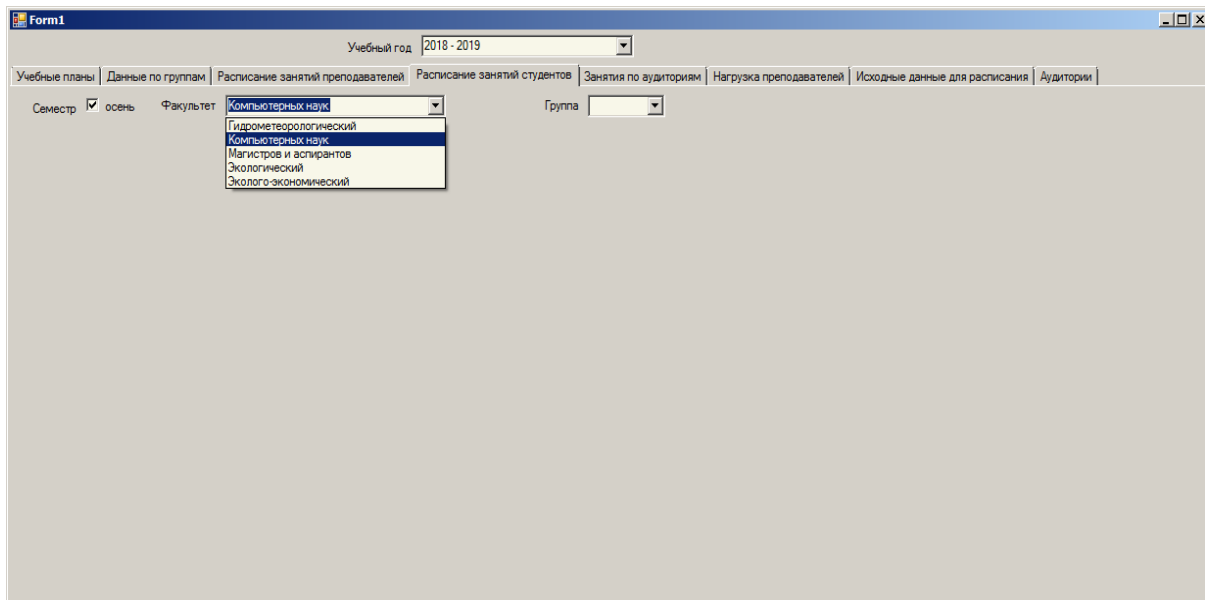 Form1
Учебный год 2018 - 2019
Учебные планы Данные по группам Расписание занятий преподавателей Расписание занятий студентов Занятия по аудиториям Нагрузка преподавателей Исходные данные для расписания Аудитории
Семестр осень Факультет Компьютерных наук Группа
Гидрометеорологический
Компьютерных наук
Магистров и аспирантов
Экологический
Эколого-экономический